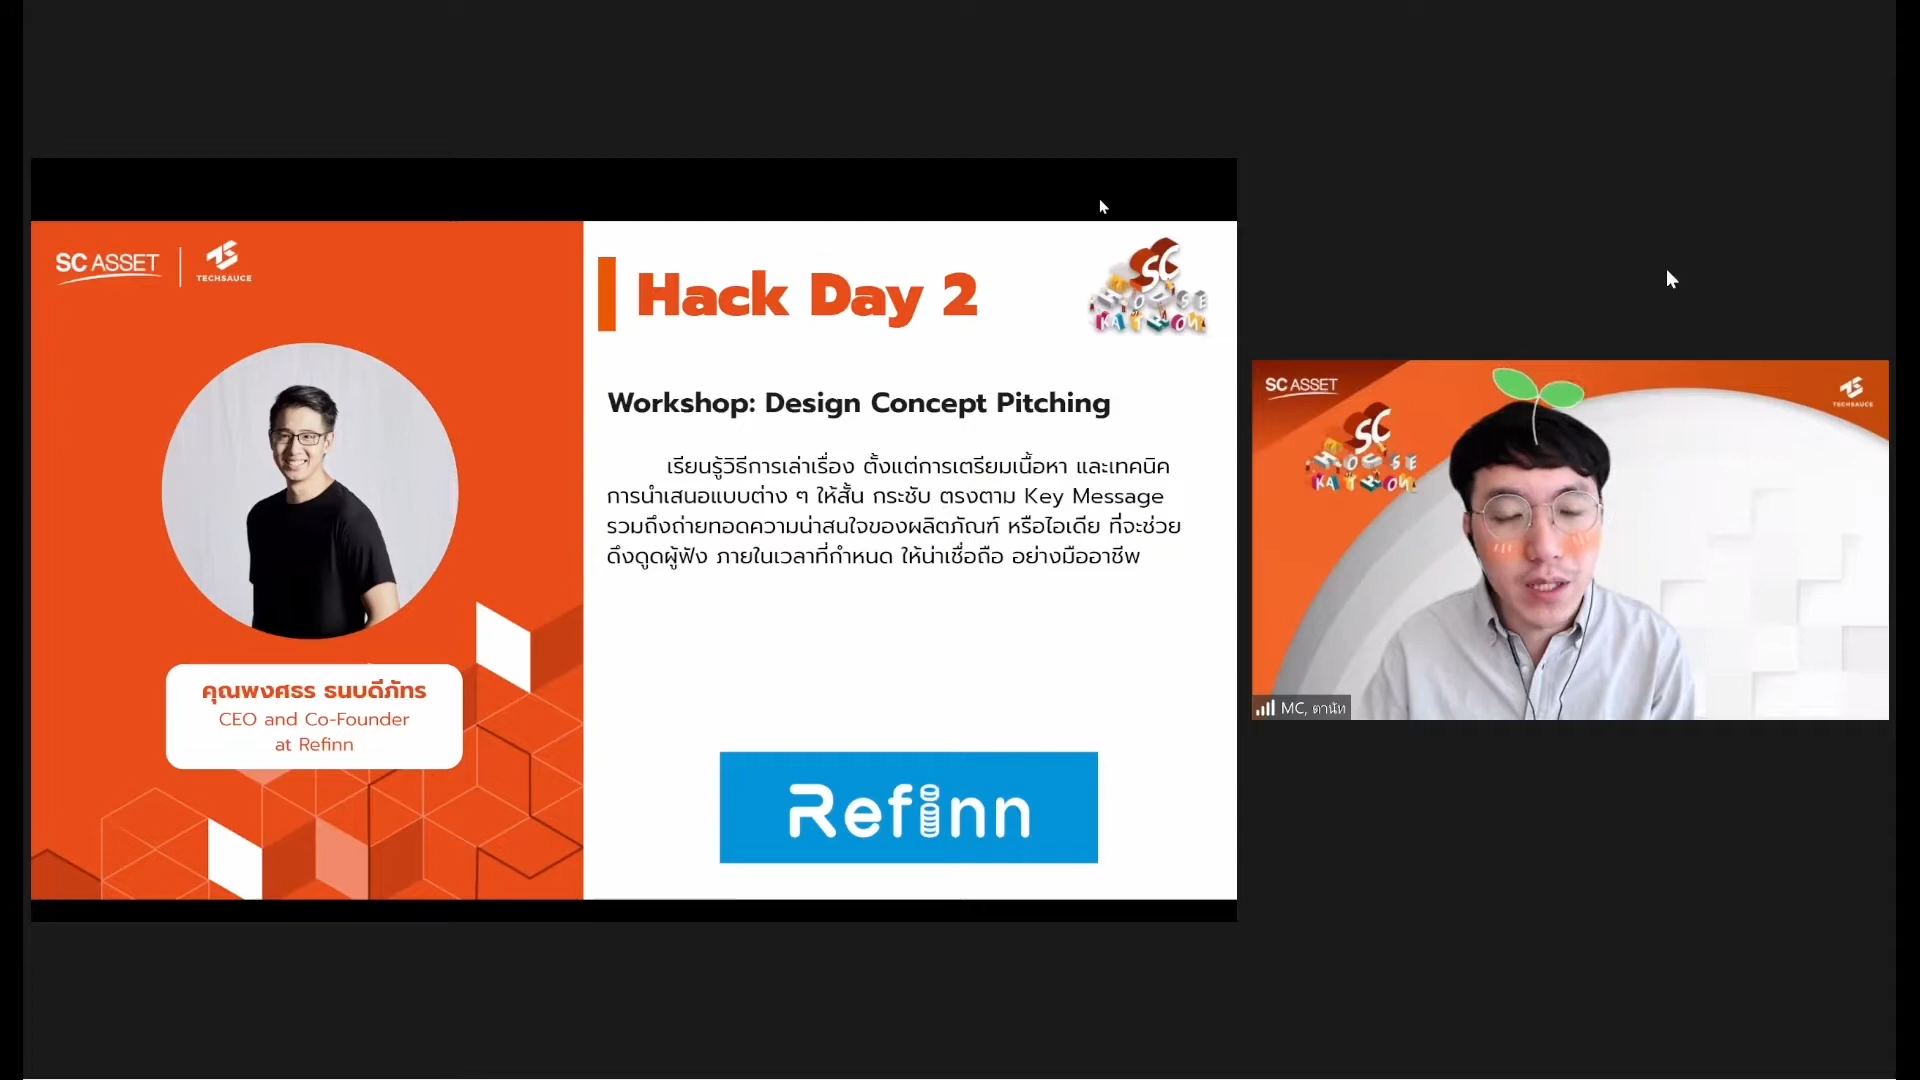 SC ASSET
TECHSAUCE
คุณพงศธร ธนบดีภัทร
CEO and Co-Founder
at Refinn
Hack Day 2
SC
HOUSE
KATHON
Workshop: Design Concept Pitching
เรียนรู้วิธีการเล่าเรื่อง ตั้งแต่การเตรียมเนื้อหา และเทคนิค
การนำเสนอแบบต่าง ๆ ให้สั้น กระชับ ตรงตาม Key Message
รวมถึงถ่ายทอดความน่าสนใจของผลิตภัณฑ์ หรือไอเดีย ที่จะช่วย
ดึงดูดผู้ฟัง ภายในเวลาที่กำหนด ให้น่าเชื่อถือ อย่างมืออาชีพ
Refinn
SC ASSET
TECHSAUCE
SC
HOUSE
KATHON
MC, ตานัท